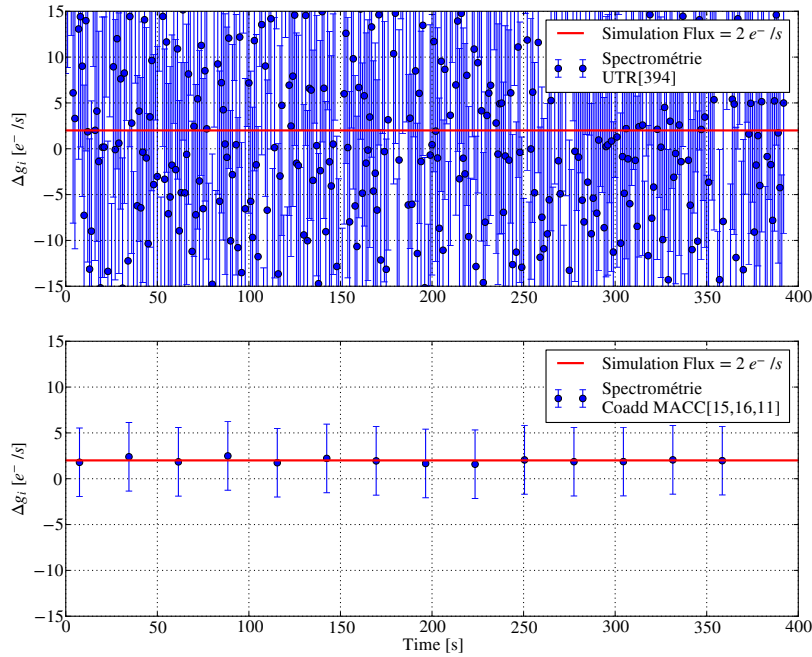 15
10
5
0
−5
−10
−15
Δgᵢ [e⁻/s]
0 50 100 150 200 250 300 350 400
Simulation Flux = 2 e⁻/s
Spectrométrie
UTR[394]
15
10
5
0
−5
−10
−15
Δgᵢ [e⁻/s]
0 50 100 150 200 250 300 350 400
Time [s]
Simulation Flux = 2 e⁻/s
Spectrométrie
Coadd MACC[15,16,11]